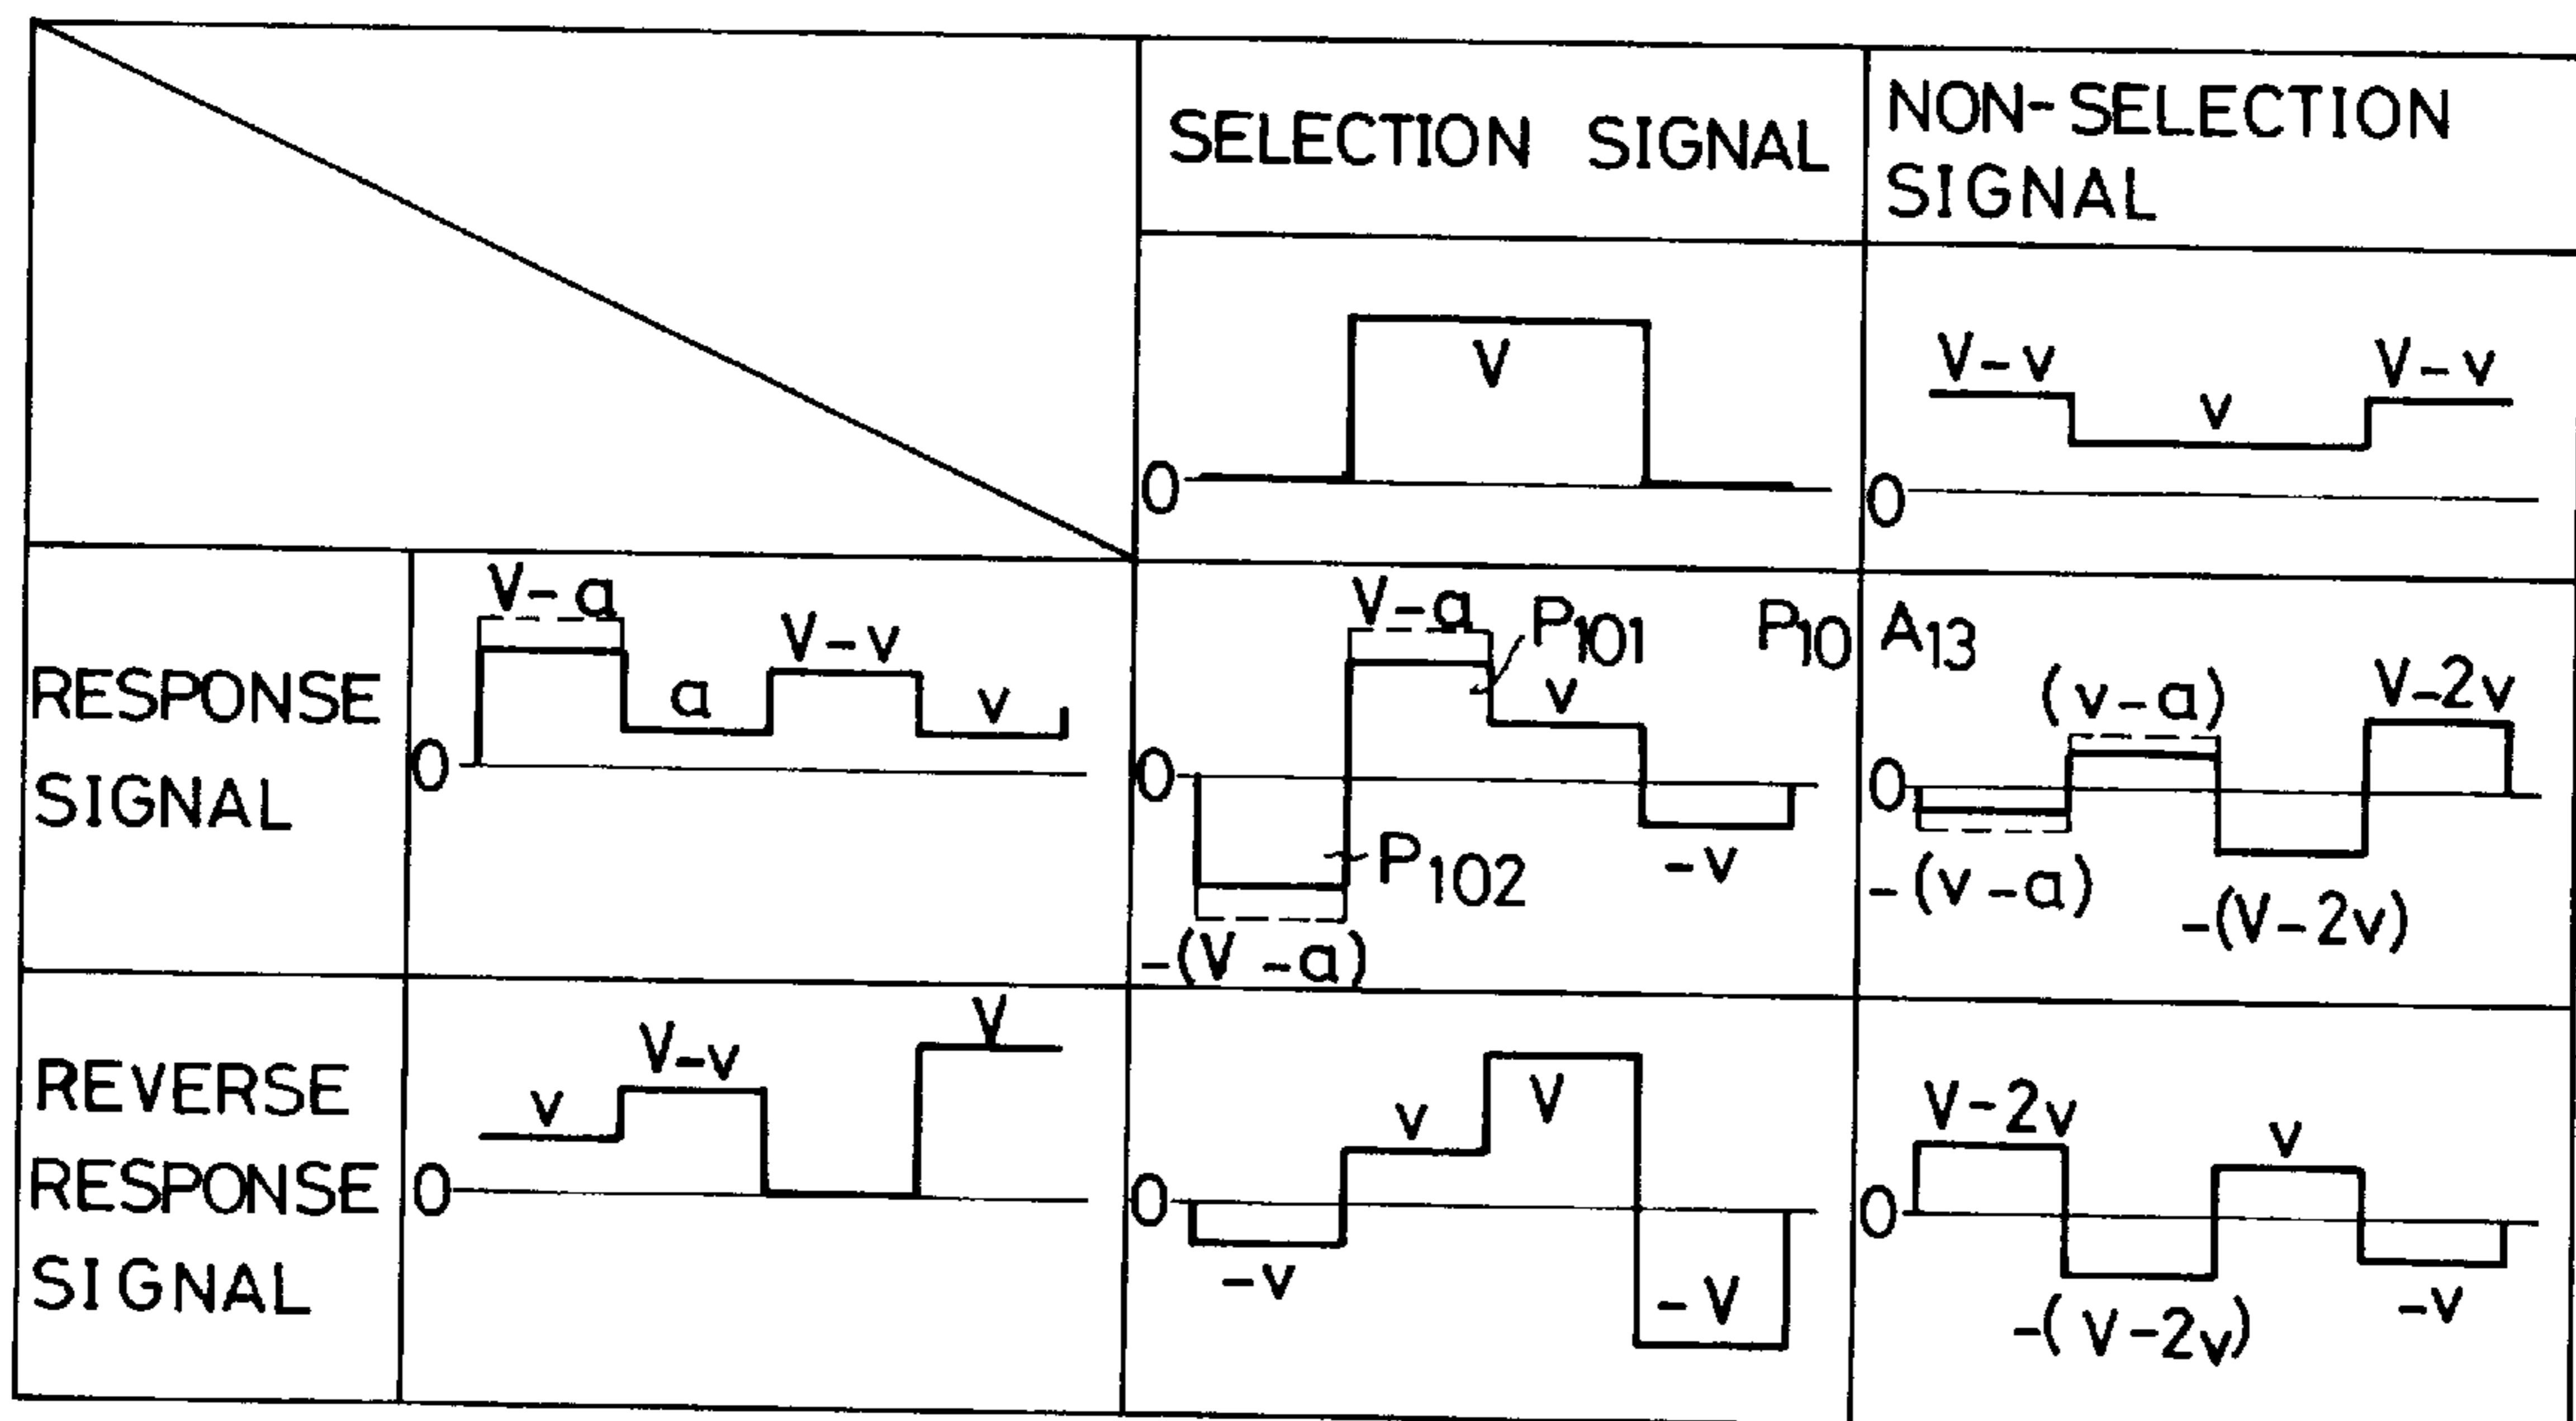 SELECTION SIGNAL
NON-SELECTION
SIGNAL
V
0
V-v
v
V-v
0
RESPONSE
SIGNAL
V-a
a
V-v
v
0
V-a
P101
P10
v
0
P102
-v
-(V-a)
A13
(v-a)
V-2v
0
-(v-a)
-(V-2v)
REVERSE
RESPONSE
SIGNAL
v
V-v
V
0
v
V
0
-v
-V
V-2v
v
0
-(V-2v)
-v